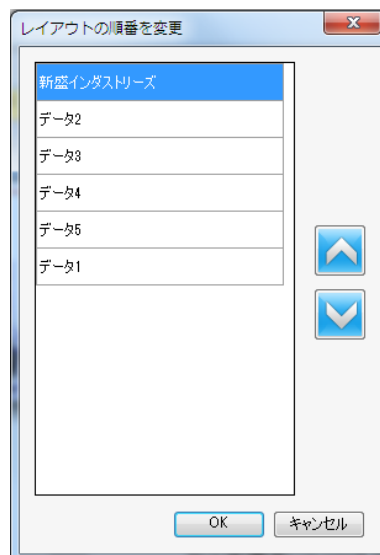 レイアウトの順番を変更
新盛インダストリーズ
データ2
データ3
データ4
データ5
データ1
OK
キャンセル